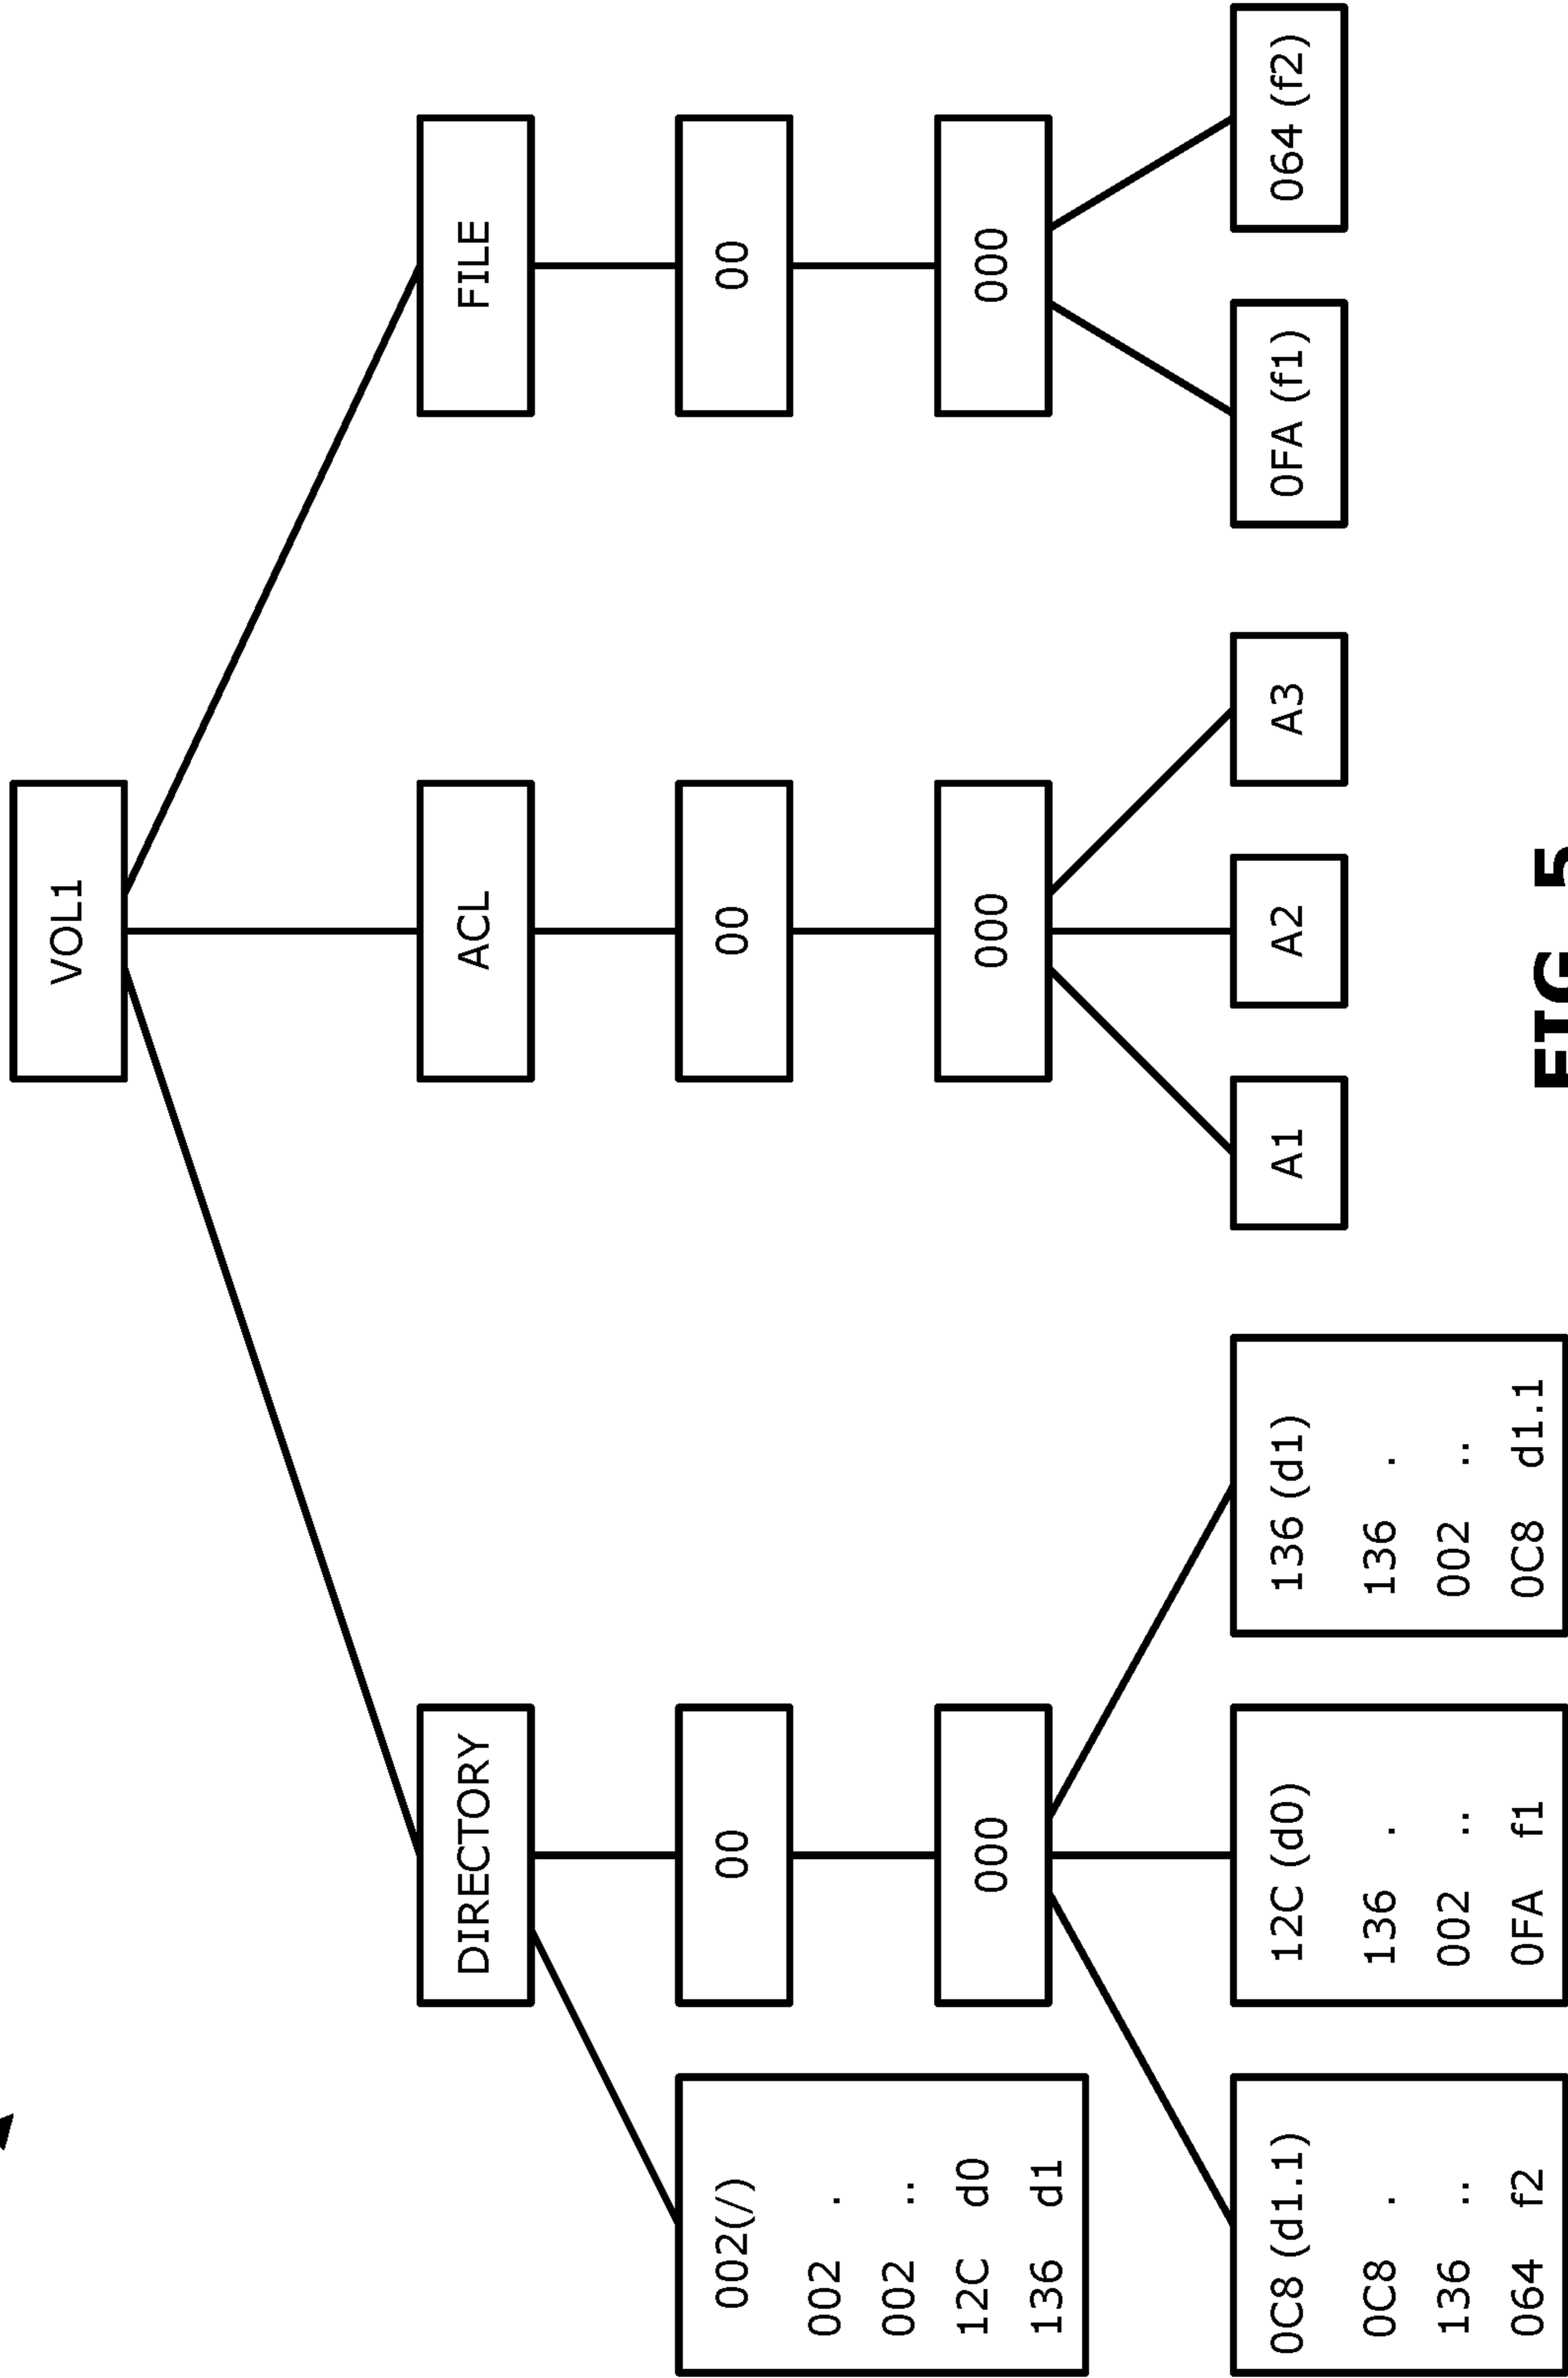 VOL1
DIRECTORY
ACL
FILE
002(/)
002 .
002 ..
12C d0
136 d1
00
00
00
000
000
000
0C8 (d1.1)
0C8 .
136 ..
064 f2
12C (d0)
136 .
002 ..
0FA f1
136 (d1)
136 .
002 ..
0C8 d1.1
A1
A2
A3
0FA (f1)
064 (f2)
FIG 5